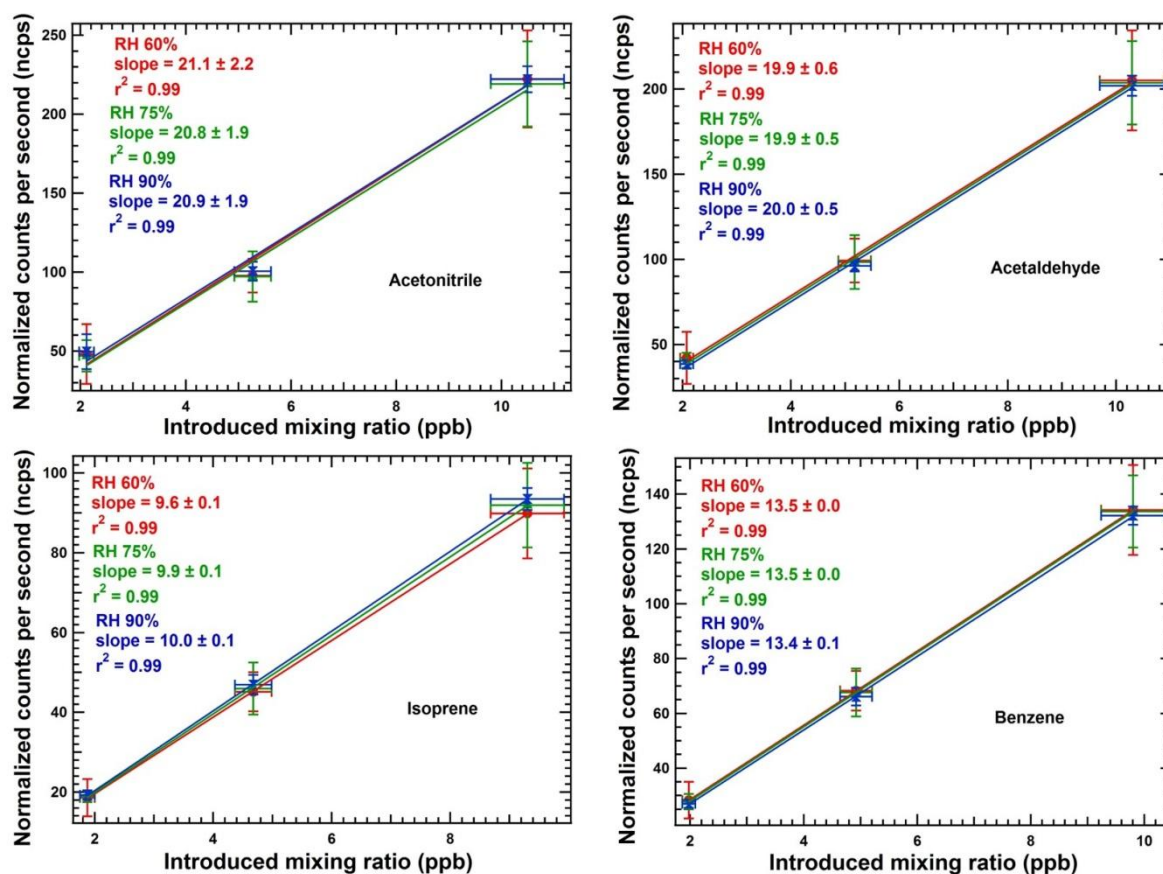 Normalized counts per second (ncps)
250
200
150
100
50
RH 60%
slope = 21.1 ± 2.2
r² = 0.99
RH 75%
slope = 20.8 ± 1.9
r² = 0.99
RH 90%
slope = 20.9 ± 1.9
r² = 0.99
Acetonitrile
2 4 6 8 10
Introduced mixing ratio (ppb)
Normalized counts per second (ncps)
200
150
100
50
RH 60%
slope = 19.9 ± 0.6
r² = 0.99
RH 75%
slope = 19.9 ± 0.5
r² = 0.99
RH 90%
slope = 20.0 ± 0.5
r² = 0.99
Acetaldehyde
2 4 6 8 10
Introduced mixing ratio (ppb)
Normalized counts per second (ncps)
100
80
60
40
20
RH 60%
slope = 9.6 ± 0.1
r² = 0.99
RH 75%
slope = 9.9 ± 0.1
r² = 0.99
RH 90%
slope = 10.0 ± 0.1
r² = 0.99
Isoprene
2 4 6 8
Introduced mixing ratio (ppb)
Normalized counts per second (ncps)
140
120
100
80
60
40
RH 60%
slope = 13.5 ± 0.0
r² = 0.99
RH 75%
slope = 13.5 ± 0.0
r² = 0.99
RH 90%
slope = 13.4 ± 0.1
r² = 0.99
Benzene
2 4 6 8 10
Introduced mixing ratio (ppb)